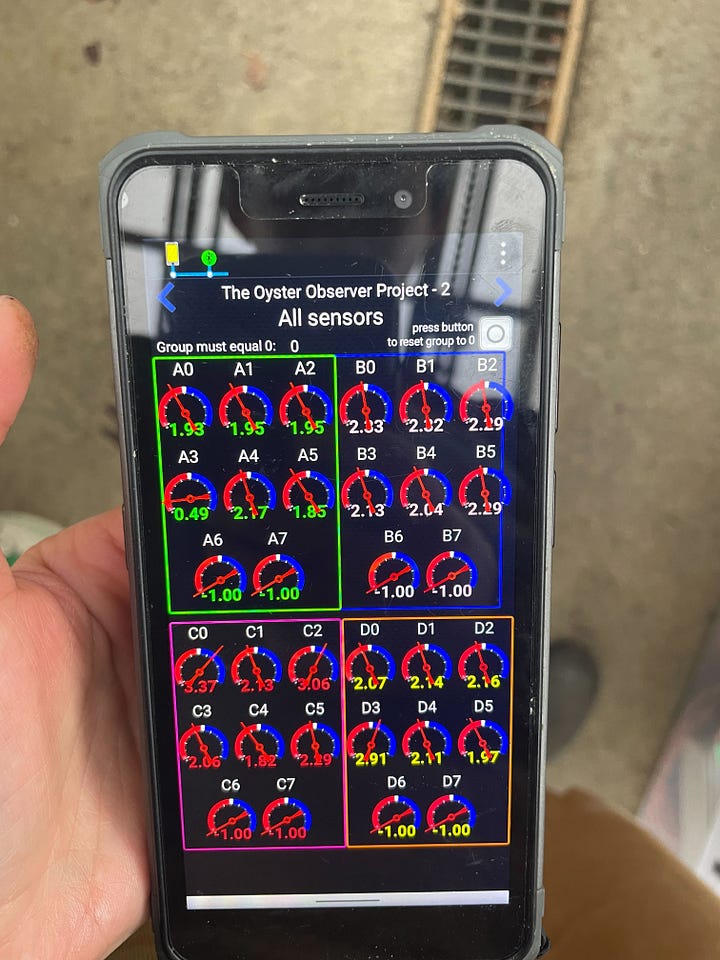 The Oyster Observer Project - 2
All sensors
press button
to reset group to 0
Group must equal 0: 0
A0 A1 A2 B0 B1 B2
1.93 1.95 1.95 2.33 2.32 2.29
A3 A4 A5 B3 B4 B5
0.49 2.17 1.85 2.13 2.04 2.29
A6 A7 B6 B7
-1.00 -1.00 -1.00 -1.00
C0 C1 C2 D0 D1 D2
3.37 2.13 3.06 2.07 2.14 2.16
C3 C4 C5 D3 D4 D5
2.06 1.82 2.29 2.91 2.11 1.97
C6 C7 D6 D7
-1.00 -1.00 -1.00 -1.00